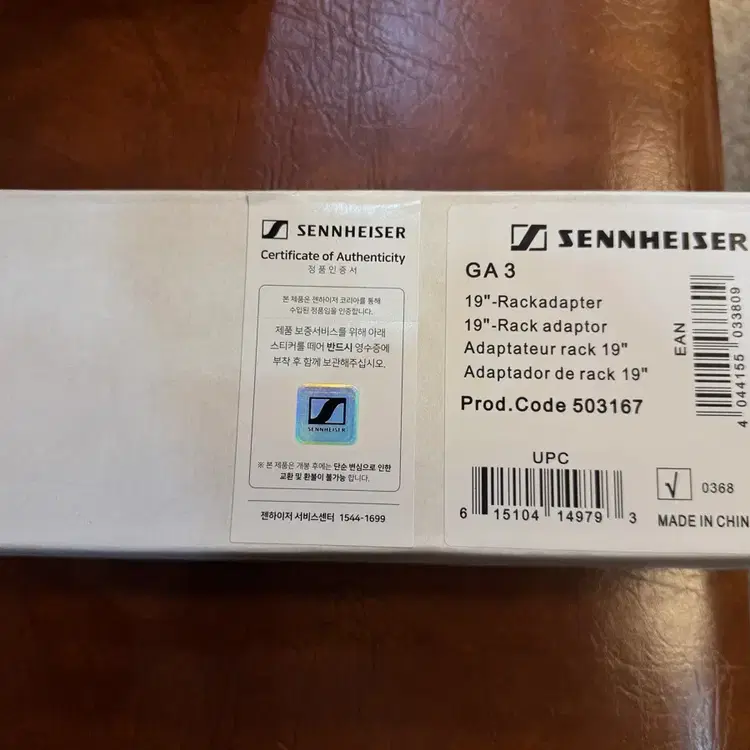 SENNHEISER
Certificate of Authenticity
정품인증서
본 제품은 젠하이저 코리아를 통해
수입된 정품임을 인증합니다.
제품 보증서비스를 위해 아래
스티커를 떼어 반드시 영수증에
부착 후 함께 보관해주십시오.
SENNHEISER
※ 본 제품은 개봉 후에는 단순 변심으로 인한
교환 및 환불이 불가능 합니다.
젠하이저 서비스센터 1544-1699
SENNHEISER
GA 3
19"-Rackadapter
19"-Rack adaptor
Adaptateur rack 19"
Adaptador de rack 19"
Prod.Code 503167
EAN
4 044155 033809
UPC
6 15104 14979 3
0368
MADE IN CHIN